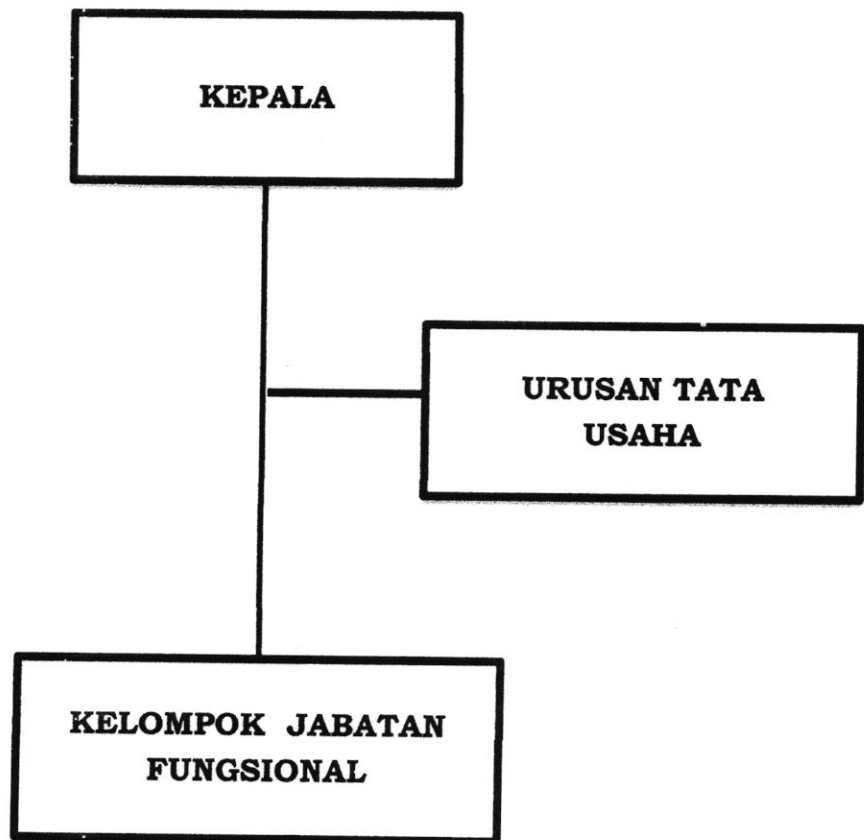 KEPALA
URUSAN TATA
USAHA
KELOMPOK JABATAN
FUNGSIONAL